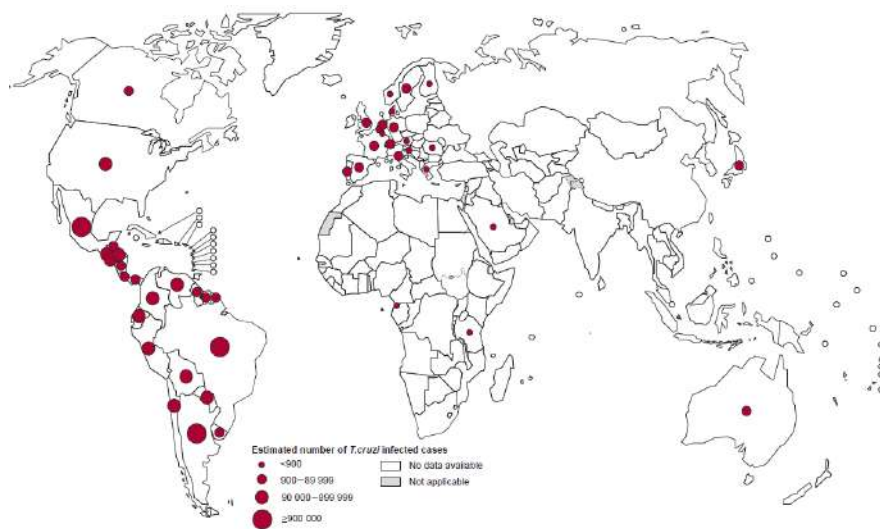 Estimated number of T.cruzi infected cases
<900
900–89 999
90 000–899 999
≥900 000
No data available
Not applicable